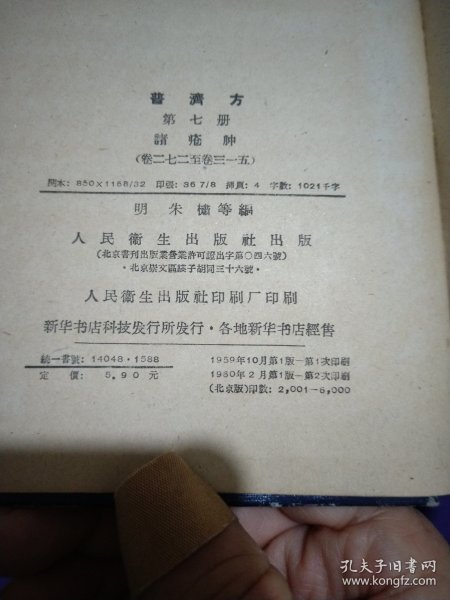 普濟方
第七册
諸瘡肿
(卷二七二至卷三一五)
開本:850×1168/32 印張:36 7/8 插頁:4 字數:1021千字
明 朱橚等編
人民衛生出版社出版
(北京書刊出版業營業許可證出字第〇四六號)
·北京崇文區䋈子胡同三十六號·
人民衛生出版社印刷厂印刷
新华书店科技发行所发行·各地新华书店經售
統一書號:14048·1588
定 價:5.90元
1959年10月第1版—第1次印刷
1960年2月第1版—第2次印刷
(北京版)印數:2,001—6,000
孔夫子旧书网
www.kongfz.com